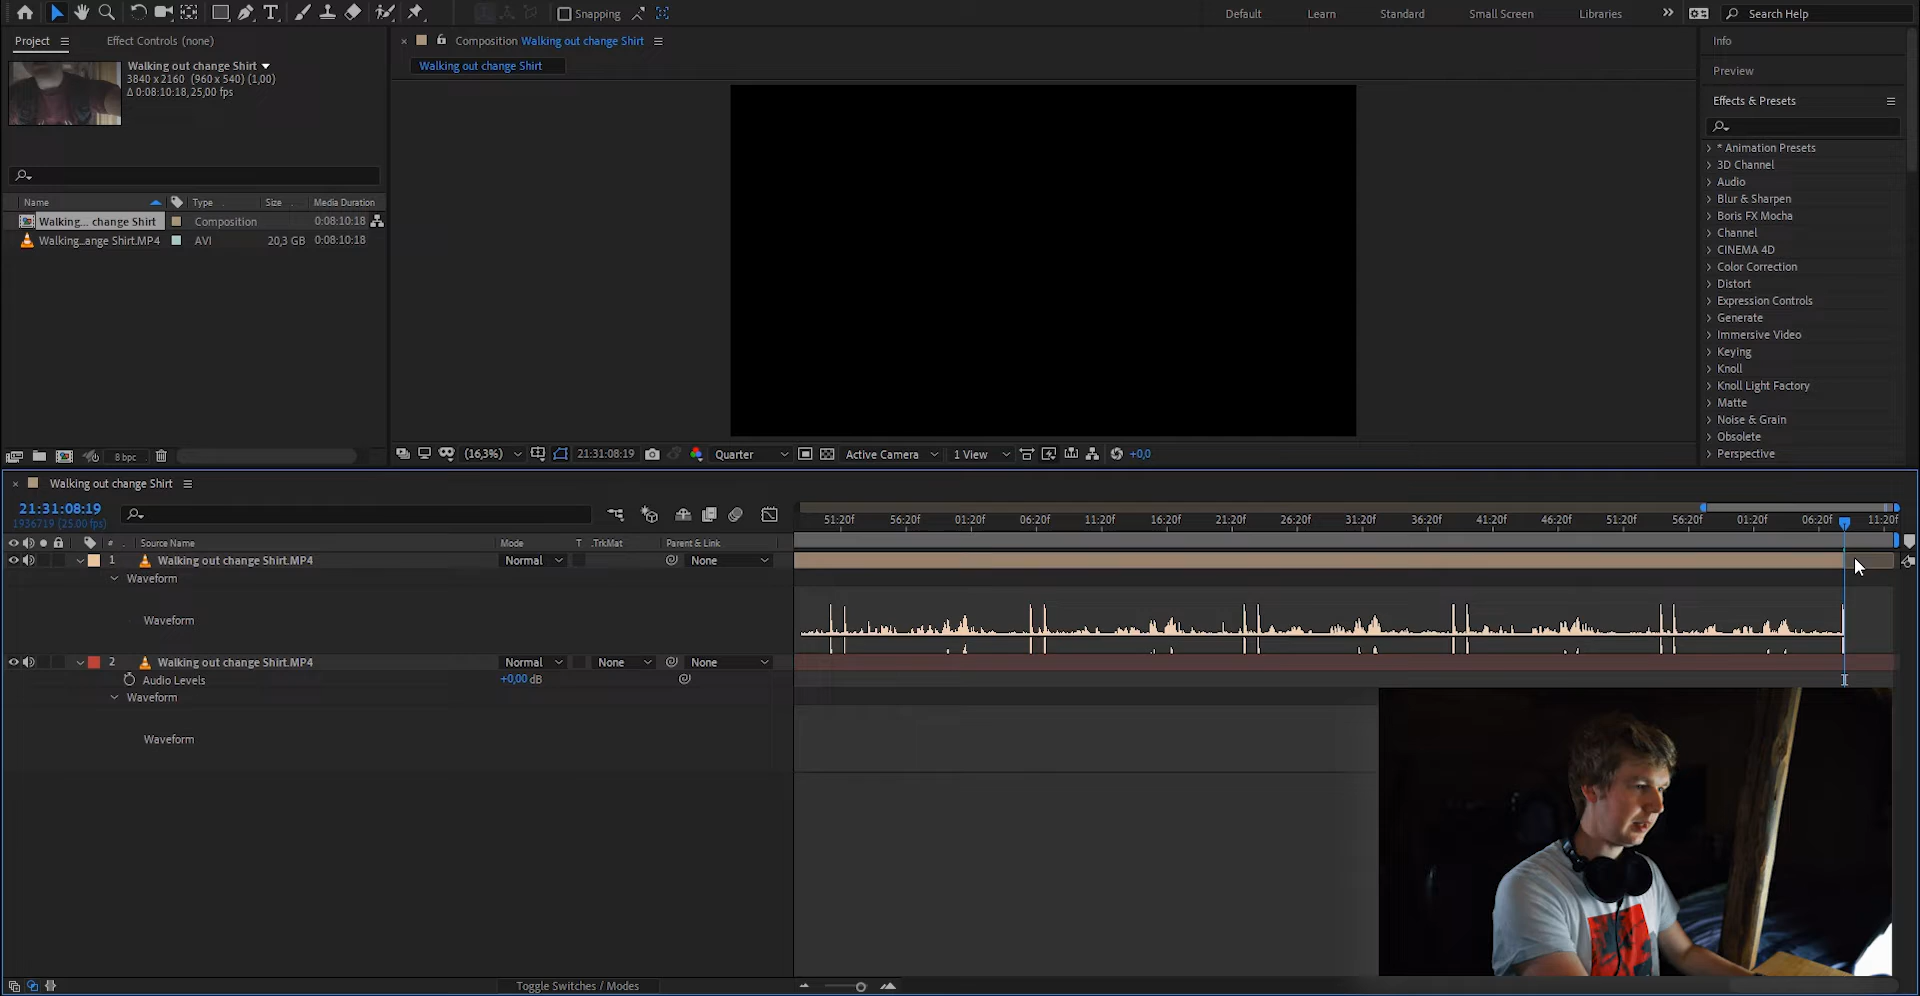 Snapping
Default
Learn
Standard
Small Screen
Libraries
Search Help
Project
Effect Controls (none)
Composition Walking out change Shirt
Info
Walking out change Shirt
3840 x 2160 (960 x 540) (1,00)
Δ 0:08:10:18, 25,00 fps
Walking out change Shirt
Preview
Effects & Presets
* Animation Presets
3D Channel
Audio
Blur & Sharpen
Boris FX Mocha
Channel
CINEMA 4D
Color Correction
Distort
Expression Controls
Generate
Immersive Video
Keying
Knoll
Knoll Light Factory
Matte
Noise & Grain
Obsolete
Perspective
Name Type Size Media Duration
Walking... change Shirt Composition 0:08:10:18
Walking...ange Shirt.MP4 AVI 20,3 GB 0:08:10:18
8 bpc
(16,3%) 21:31:08:19 Quarter Active Camera 1 View +0,0
Walking out change Shirt
21:31:08:19
1936719 (25.00 fps)
51:20f 56:20f 01:20f 06:20f 11:20f 16:20f 21:20f 26:20f 31:20f 36:20f 41:20f 46:20f 51:20f 56:20f 01:20f 06:20f 11:20f
# Source Name Mode T .TrkMat Parent & Link
1 Walking out change Shirt.MP4 Normal None
Waveform
Waveform
2 Walking out change Shirt.MP4 Normal None None
Audio Levels +0,00 dB
Waveform
Waveform
Toggle Switches / Modes